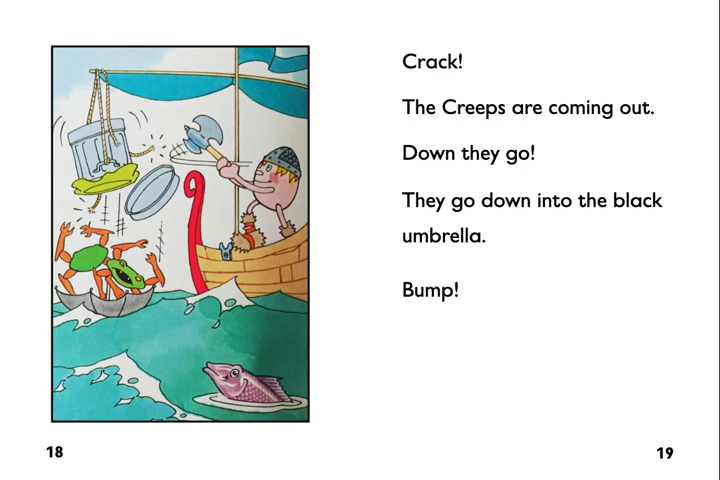 Crack!
The Creeps are coming out.
Down they go!
They go down into the black
umbrella.
Bump!
18
19